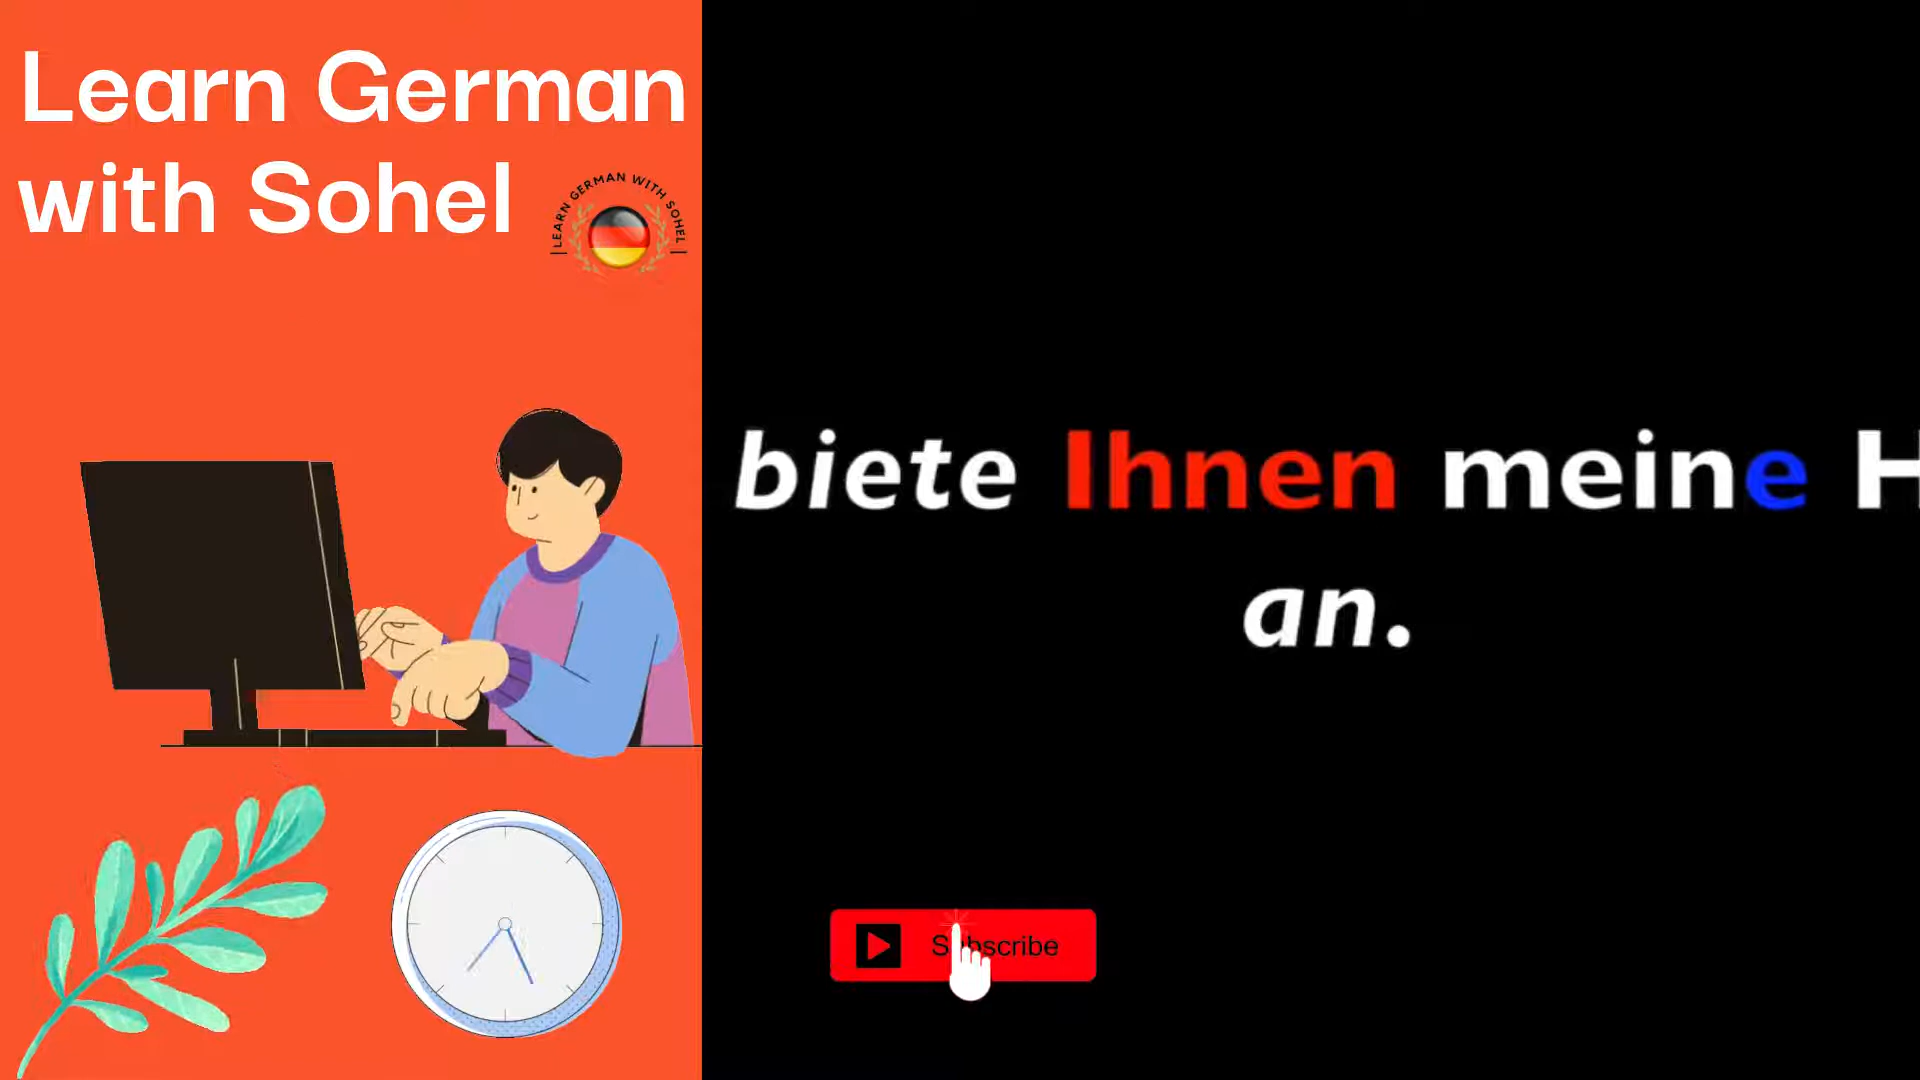 Learn German
with Sohel
| LEARN GERMAN WITH SOHEL |
biete Ihnen meine H
an.
Subscribe